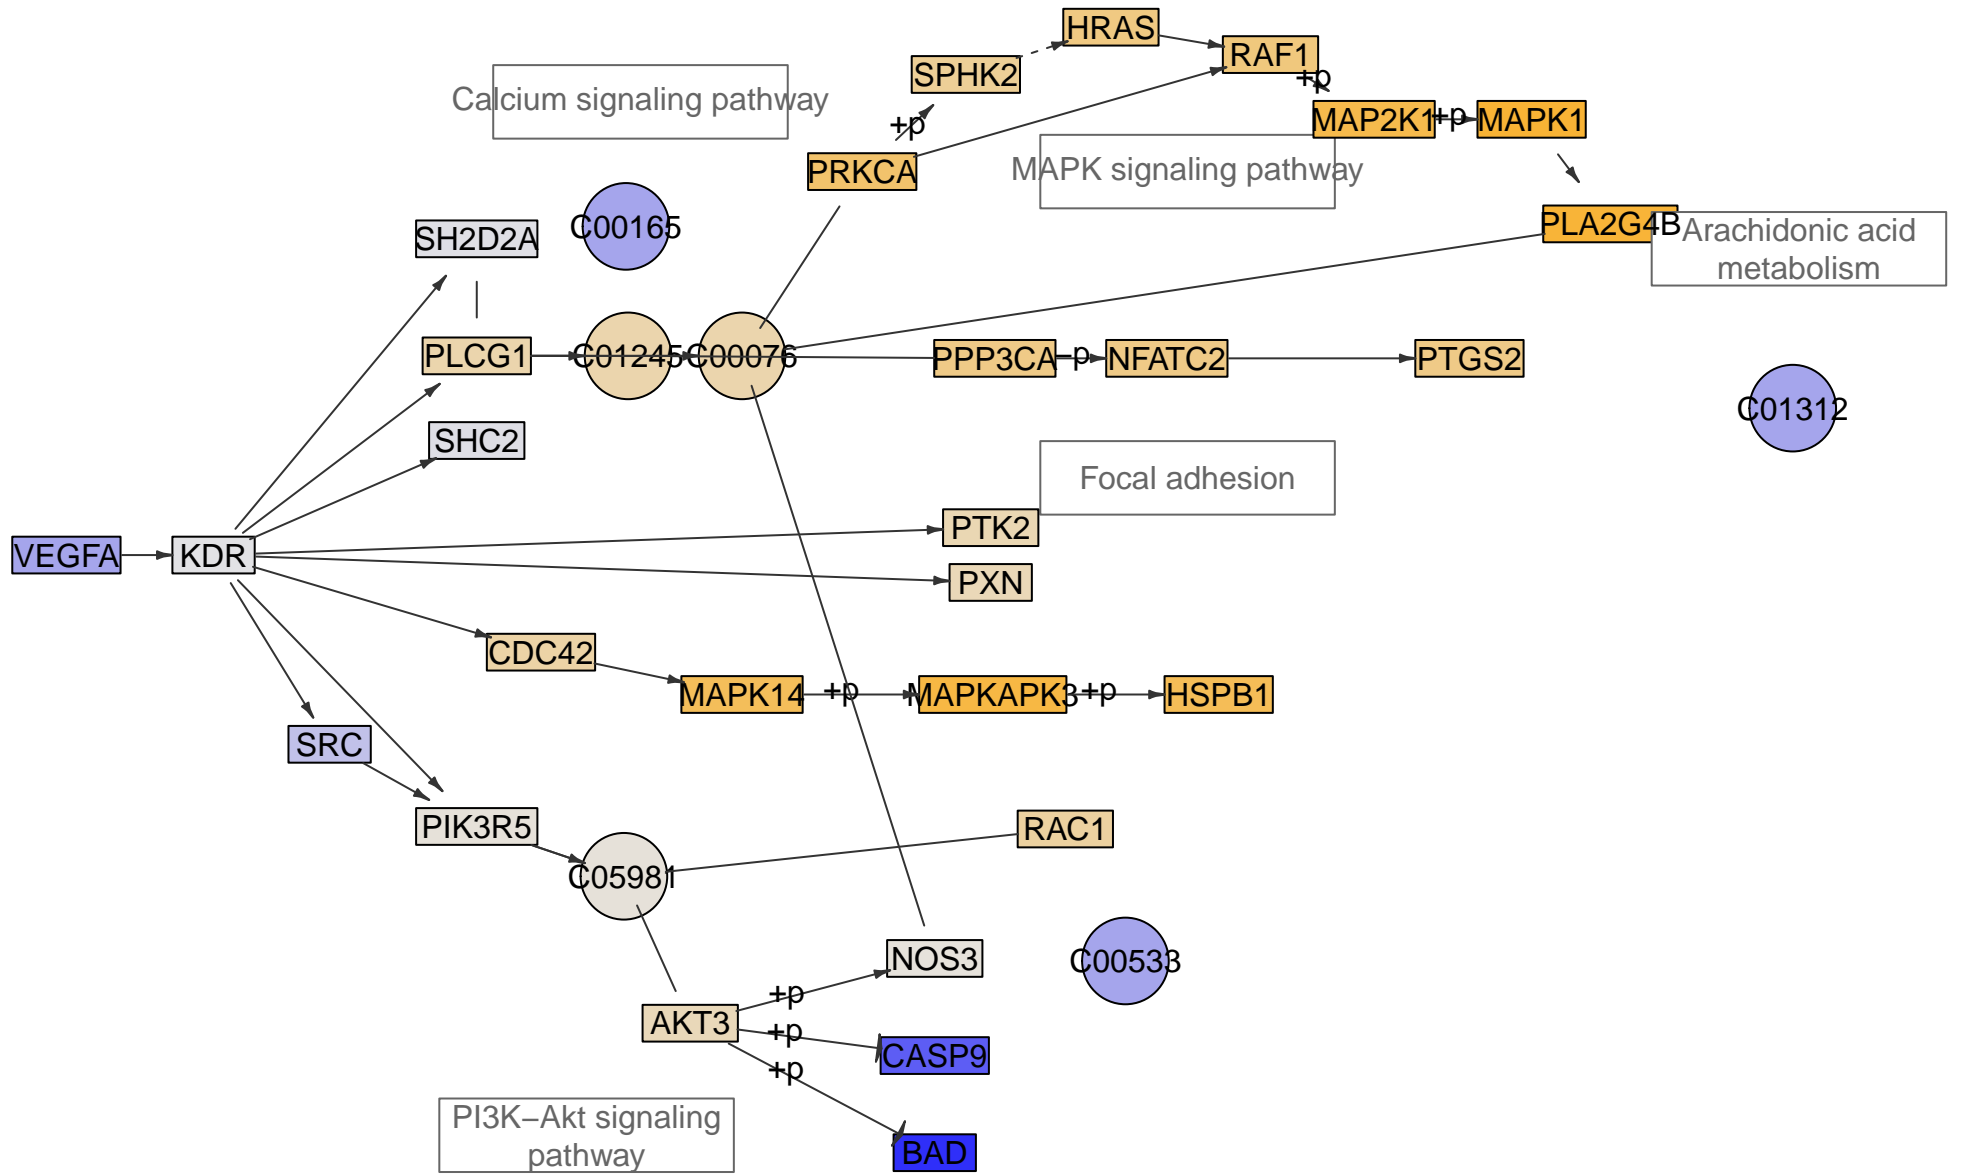 HRAS
RAF1
+p
SPHK2
Calcium signaling pathway
+p
MAP2K1
+p
MAPK1
PRKCA
MAPK signaling pathway
C00165
SH2D2A
PLA2G4B
Arachidonic acid
metabolism
PLCG1
C01245
C00076
PPP3CA
−p
NFATC2
PTGS2
C01312
SHC2
Focal adhesion
PTK2
VEGFA
KDR
PXN
CDC42
MAPK14
+p
MAPKAPK3
+p
HSPB1
SRC
PIK3R5
RAC1
C05981
NOS3
C00533
+p
AKT3
+p
CASP9
+p
PI3K−Akt signaling
pathway
BAD